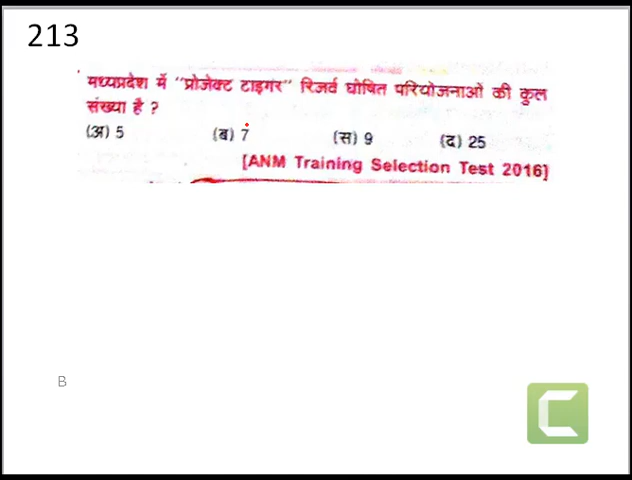 213
मध्यप्रदेश में "प्रोजेक्ट टाइगर" रिजर्व घोषित परियोजनाओं की कुल
संख्या है ?
(अ) 5 (ब) 7 (स) 9 (द) 25
[ANM Training Selection Test 2016]
B